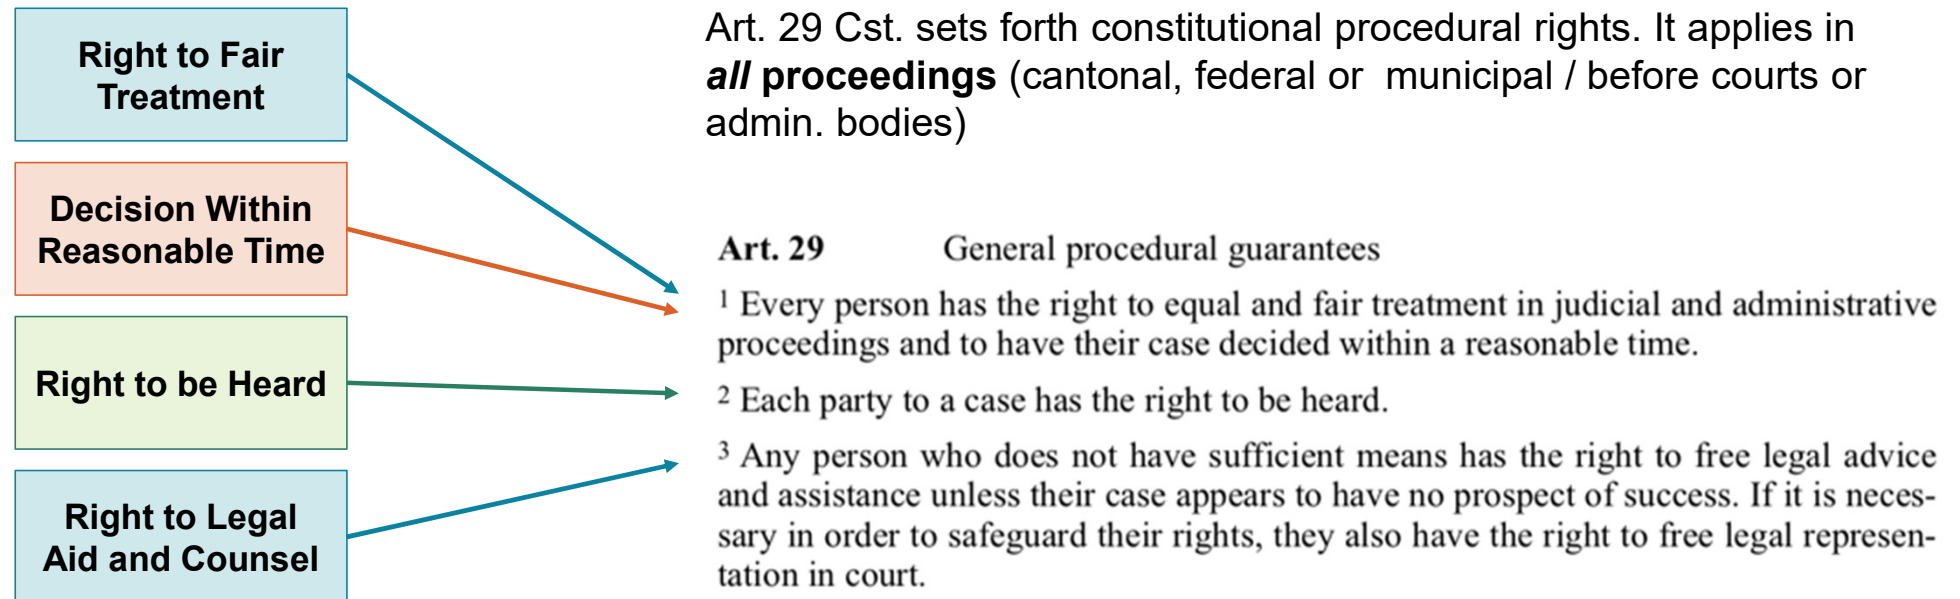 Right to Fair
Treatment
Decision Within
Reasonable Time
Right to be Heard
Right to Legal
Aid and Counsel
Art. 29 Cst. sets forth constitutional procedural rights. It applies in
all proceedings (cantonal, federal or  municipal / before courts or
admin. bodies)
Art. 29 General procedural guarantees
1 Every person has the right to equal and fair treatment in judicial and administrative
proceedings and to have their case decided within a reasonable time.
2 Each party to a case has the right to be heard.
3 Any person who does not have sufficient means has the right to free legal advice
and assistance unless their case appears to have no prospect of success. If it is neces-
sary in order to safeguard their rights, they also have the right to free legal represen-
tation in court.